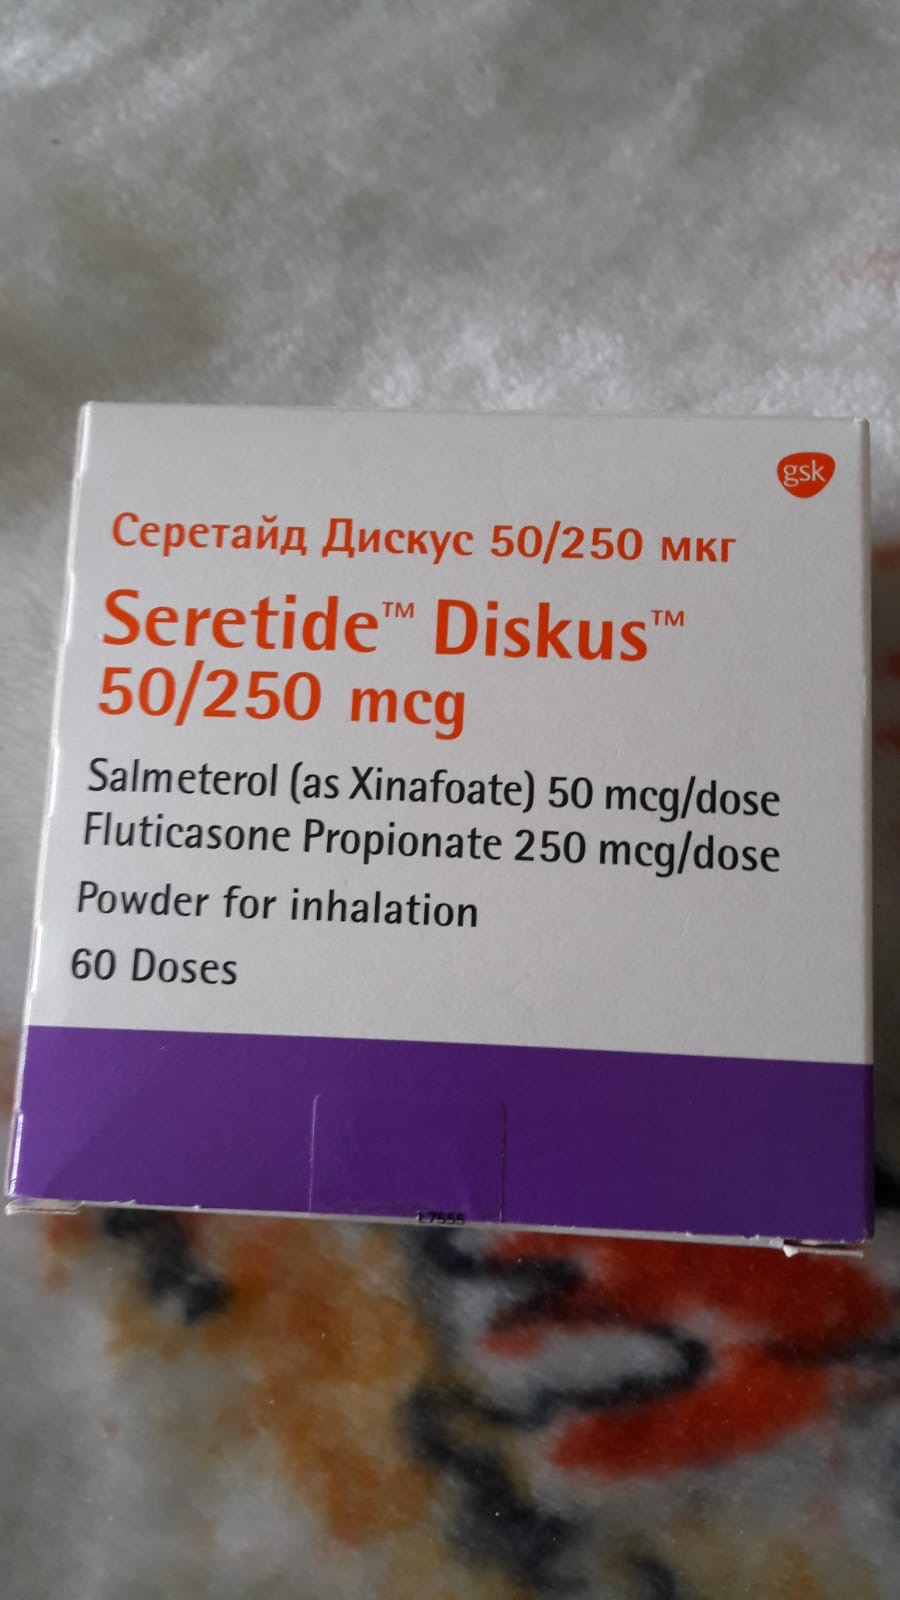 gsk
Серетайд Дискус 50/250 мкг
Seretide™ Diskus™
50/250 mcg
Salmeterol (as Xinafoate) 50 mcg/dose
Fluticasone Propionate 250 mcg/dose
Powder for inhalation
60 Doses
L7555